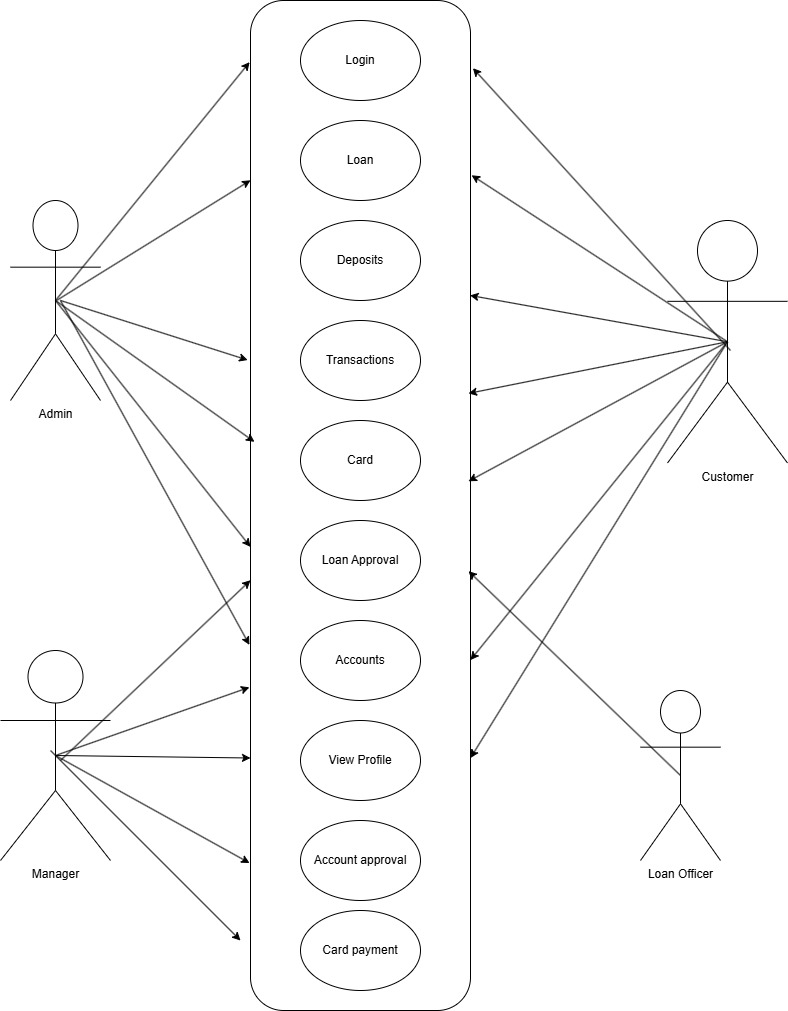 Login
Loan
Deposits
Transactions
Admin
Card
Customer
Loan Approval
Accounts
View Profile
Account approval
Manager
Loan Officer
Card payment